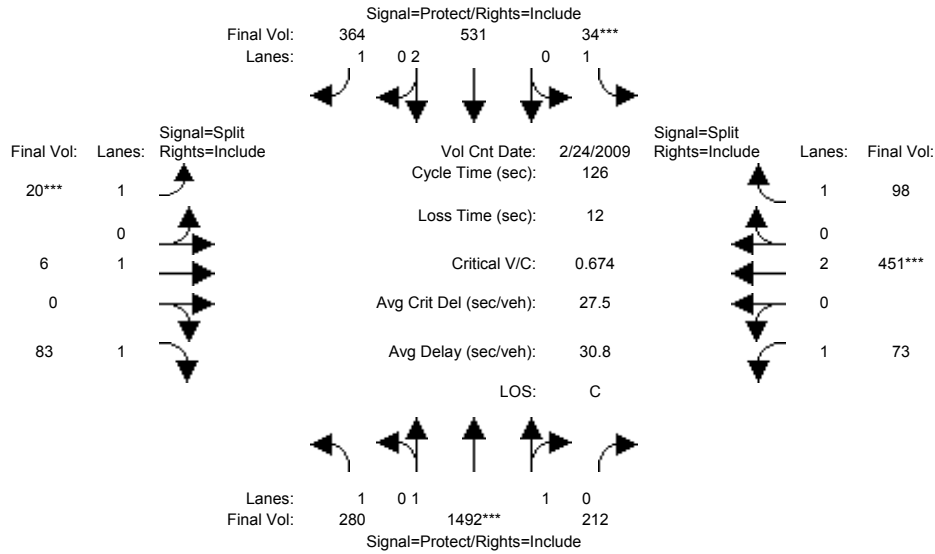 Signal=Protect/Rights=Include
Final Vol: 364 531 34***
Lanes: 1 0 2 0 1
Signal=Split Signal=Split
Final Vol: Lanes: Rights=Include Vol Cnt Date: 2/24/2009 Rights=Include Lanes: Final Vol:
Cycle Time (sec): 126
20*** 1 1 98
Loss Time (sec): 12
0 0
6 1 Critical V/C: 0.674 2 451***
0 Avg Crit Del (sec/veh): 27.5 0
83 1 Avg Delay (sec/veh): 30.8 1 73
LOS: C
Lanes: 1 0 1 1 0
Final Vol: 280 1492*** 212
Signal=Protect/Rights=Include